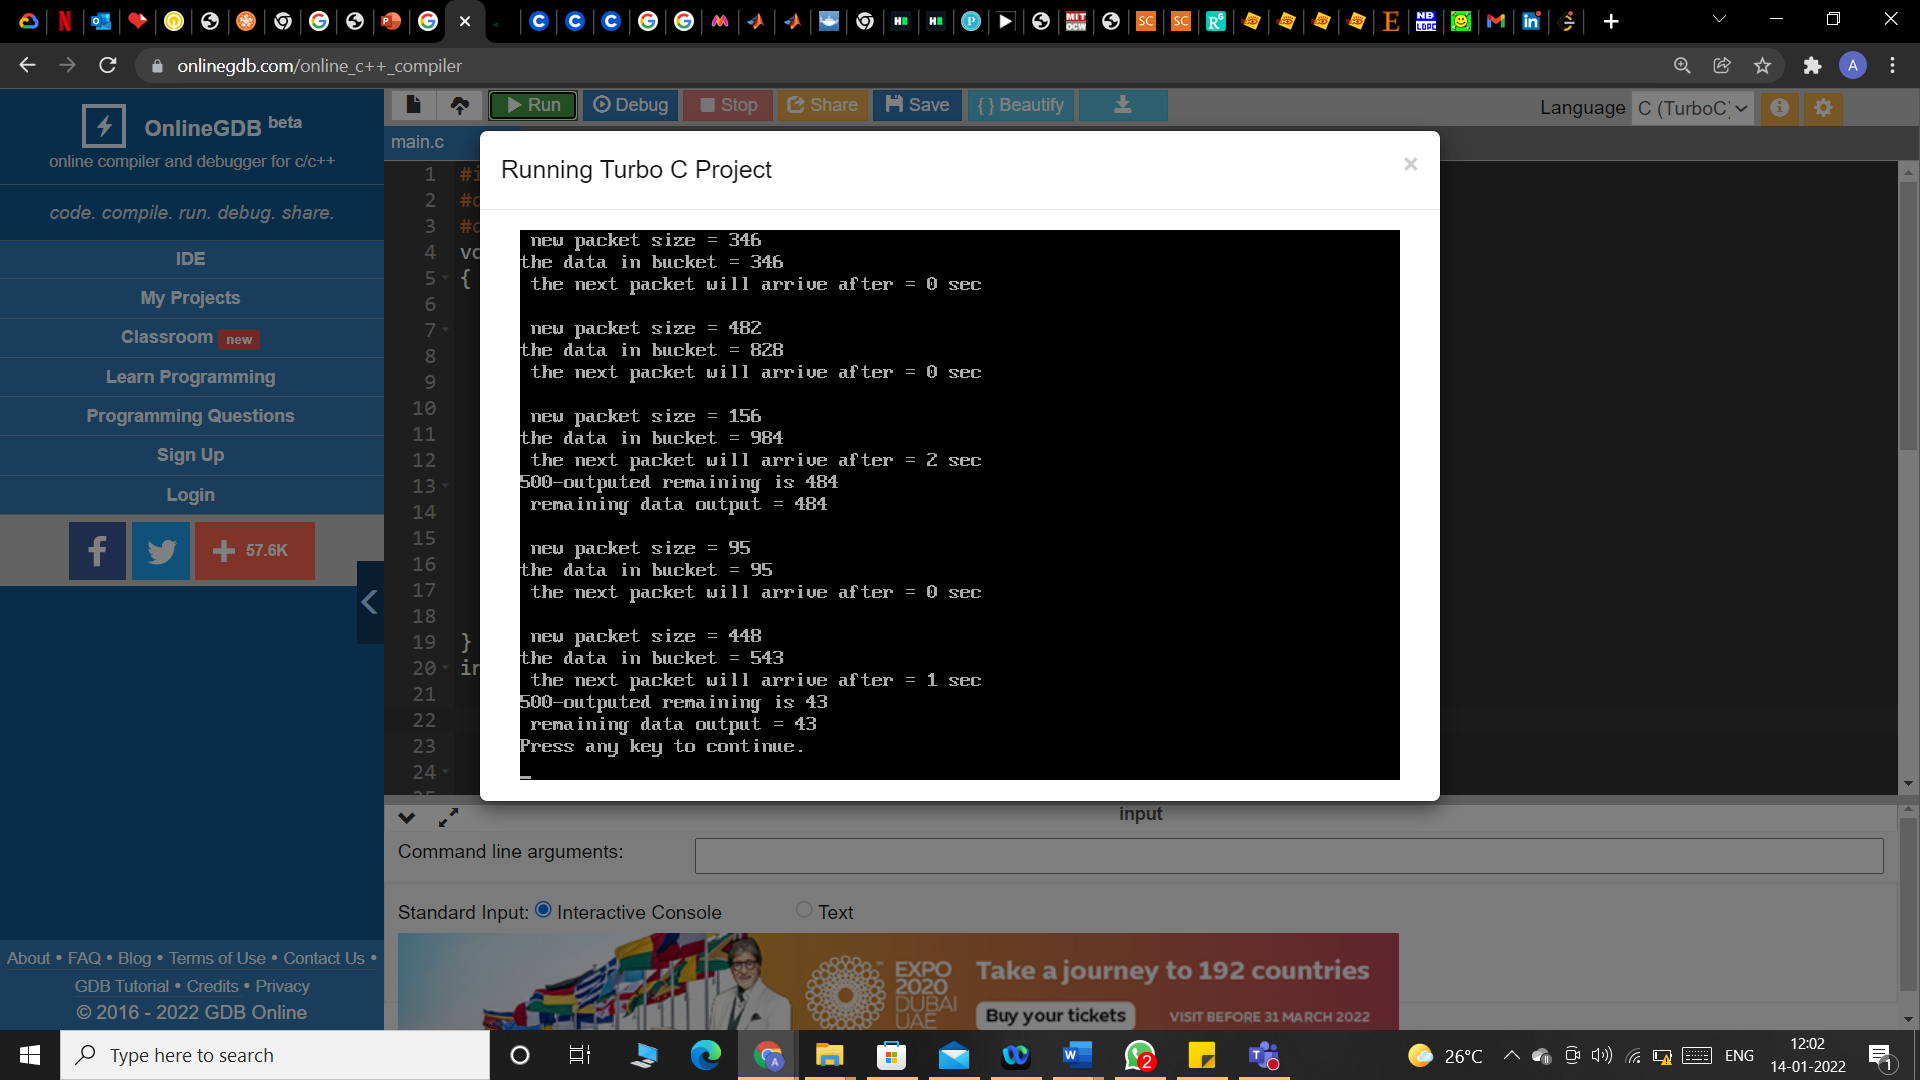 onlinegdb.com/online_c++_compiler
A
OnlineGDB beta
online compiler and debugger for c/c++
code. compile. run. debug. share.
IDE
My Projects
Classroom new
Learn Programming
Programming Questions
Sign Up
Login
57.6K
About • FAQ • Blog • Terms of Use • Contact Us •
GDB Tutorial • Credits • Privacy
© 2016 - 2022 GDB Online
Run Debug Stop Share Save { } Beautify
Language C (TurboC)
main.c
1 #i
2 #d
3 #d
4 vo
5 {
6
7
8
9
10
11
12
13
14
15
16
17
18
19 }
20 in
21
22
23
24
Running Turbo C Project ×
new packet size = 346
the data in bucket = 346
the next packet will arrive after = 0 sec
new packet size = 482
the data in bucket = 828
the next packet will arrive after = 0 sec
new packet size = 156
the data in bucket = 984
the next packet will arrive after = 2 sec
500-outputed remaining is 484
remaining data output = 484
new packet size = 95
the data in bucket = 95
the next packet will arrive after = 0 sec
new packet size = 448
the data in bucket = 543
the next packet will arrive after = 1 sec
500-outputed remaining is 43
remaining data output = 43
Press any key to continue.
input
Command line arguments:
Standard Input: Interactive Console Text
EXPO
2020
DUBAI
UAE
Take a journey to 192 countries
Buy your tickets
VISIT BEFORE 31 MARCH 2022
Type here to search
2
26°C
ENG
12:02
14-01-2022
1